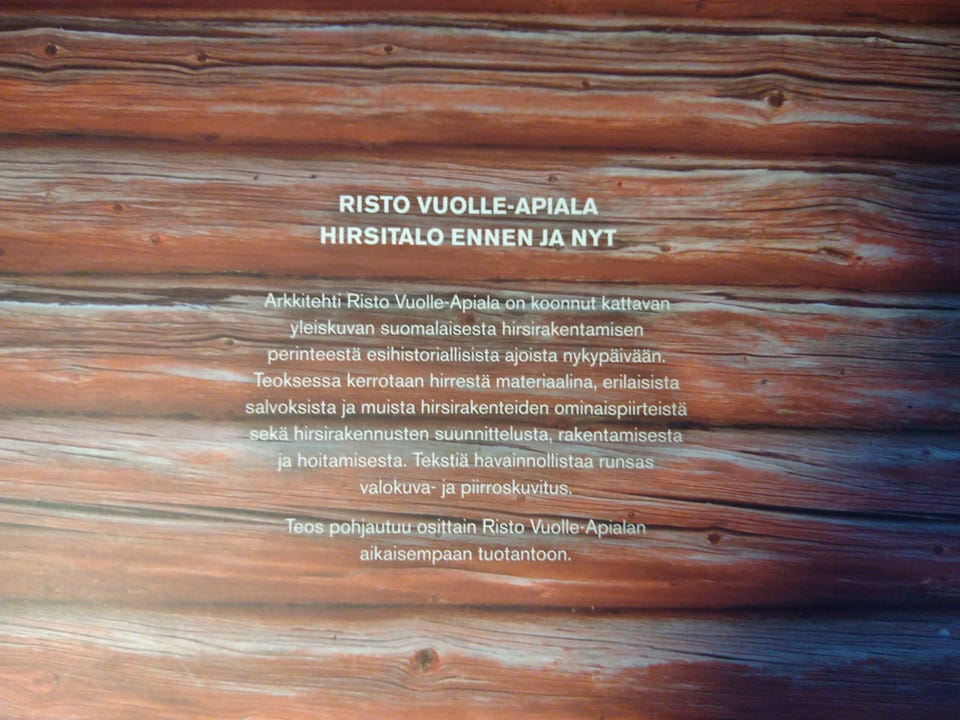 RISTO VUOLLE-APIALA
HIRSITALO ENNEN JA NYT
Arkkitehti Risto Vuolle-Apiala on koonnut kattavan
yleiskuvan suomalaisesta hirsirakentamisen
perinteestä esihistoriallisista ajoista nykypäivään.
Teoksessa kerrotaan hirrestä materiaalina, erilaisista
salvoksista ja muista hirsirakenteiden ominaispiirteistä
sekä hirsirakennusten suunnittelusta, rakentamisesta
ja hoitamisesta. Tekstiä havainnollistaa runsas
valokuva- ja piirroskuvitus.
Teos pohjautuu osittain Risto Vuolle-Apialan
aikaisempaan tuotantoon.